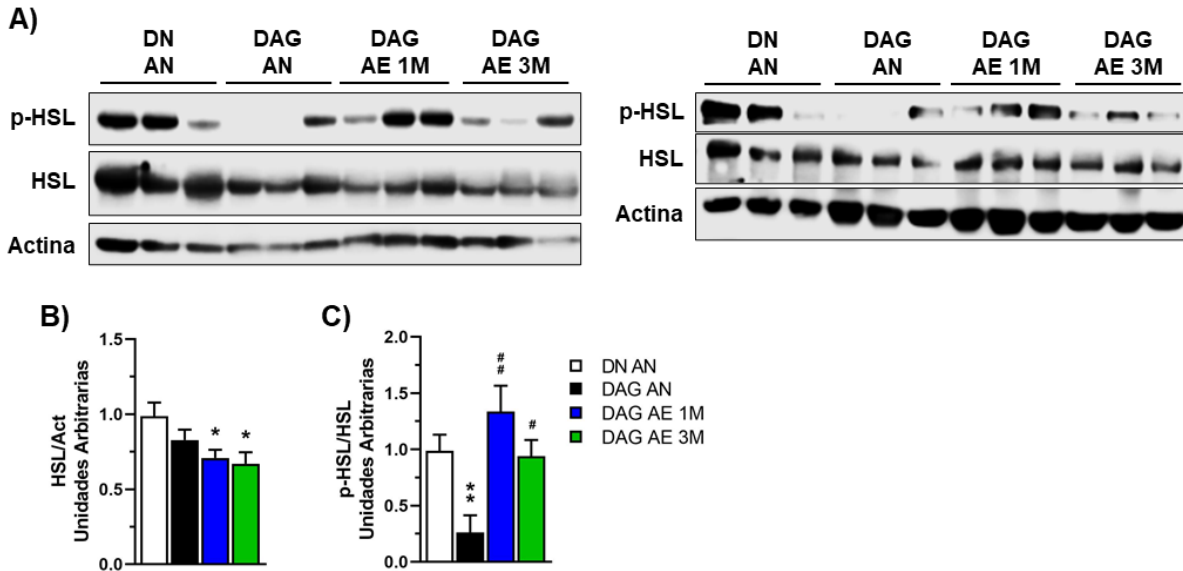 A)
DN DAG DAG DAG
AN AN AE 1M AE 3M
p-HSL
HSL
Actina
DN DAG DAG DAG
AN AN AE 1M AE 3M
p-HSL
HSL
Actina
B)
HSL/Act
Unidades Arbitrarias
1.5
1.0
0.5
0.0
* *
C)
p-HSL/HSL
Unidades Arbitrarias
2.0
1.5
1.0
0.5
0.0
*
*
#
#
#
DN AN
DAG AN
DAG AE 1M
DAG AE 3M